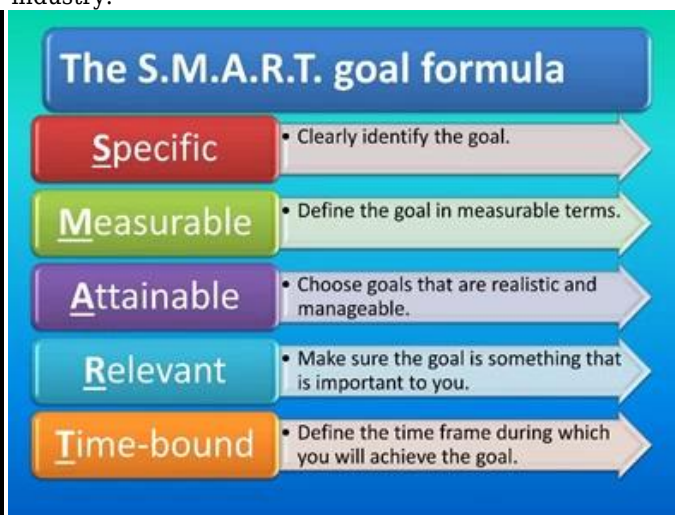 industry.
The S.M.A.R.T. goal formula
Specific
• Clearly identify the goal.
Measurable
• Define the goal in measurable terms.
Attainable
• Choose goals that are realistic and
manageable.
Relevant
• Make sure the goal is something that
is important to you.
Time-bound
• Define the time frame during which
you will achieve the goal.